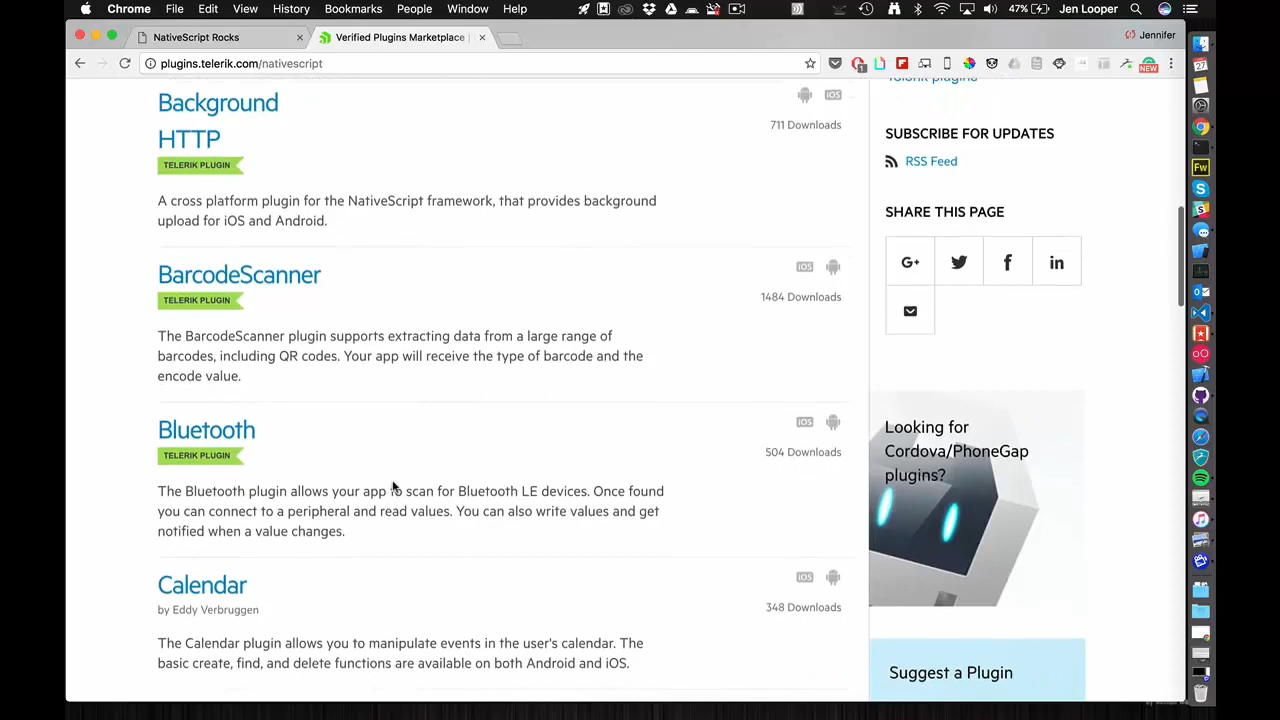 Chrome File Edit View History Bookmarks People Window Help 47% Jen Looper
NativeScript Rocks
Verified Plugins Marketplace
Jennifer
plugins.telerik.com/nativescript
1
NEW
27
Fw
Background
HTTP
711 Downloads
TELERIK PLUGIN
A cross platform plugin for the NativeScript framework, that provides background
upload for iOS and Android.
BarcodeScanner
TELERIK PLUGIN
1484 Downloads
The BarcodeScanner plugin supports extracting data from a large range of
barcodes, including QR codes. Your app will receive the type of barcode and the
encode value.
Bluetooth
TELERIK PLUGIN
504 Downloads
The Bluetooth plugin allows your app to scan for Bluetooth LE devices. Once found
you can connect to a peripheral and read values. You can also write values and get
notified when a value changes.
Calendar
by Eddy Verbruggen
348 Downloads
The Calendar plugin allows you to manipulate events in the user's calendar. The
basic create, find, and delete functions are available on both Android and iOS.
iOS
iOS
iOS
iOS
Telerik plugins
SUBSCRIBE FOR UPDATES
RSS Feed
SHARE THIS PAGE
G+
f
in
Looking for
Cordova/PhoneGap
plugins?
Suggest a Plugin